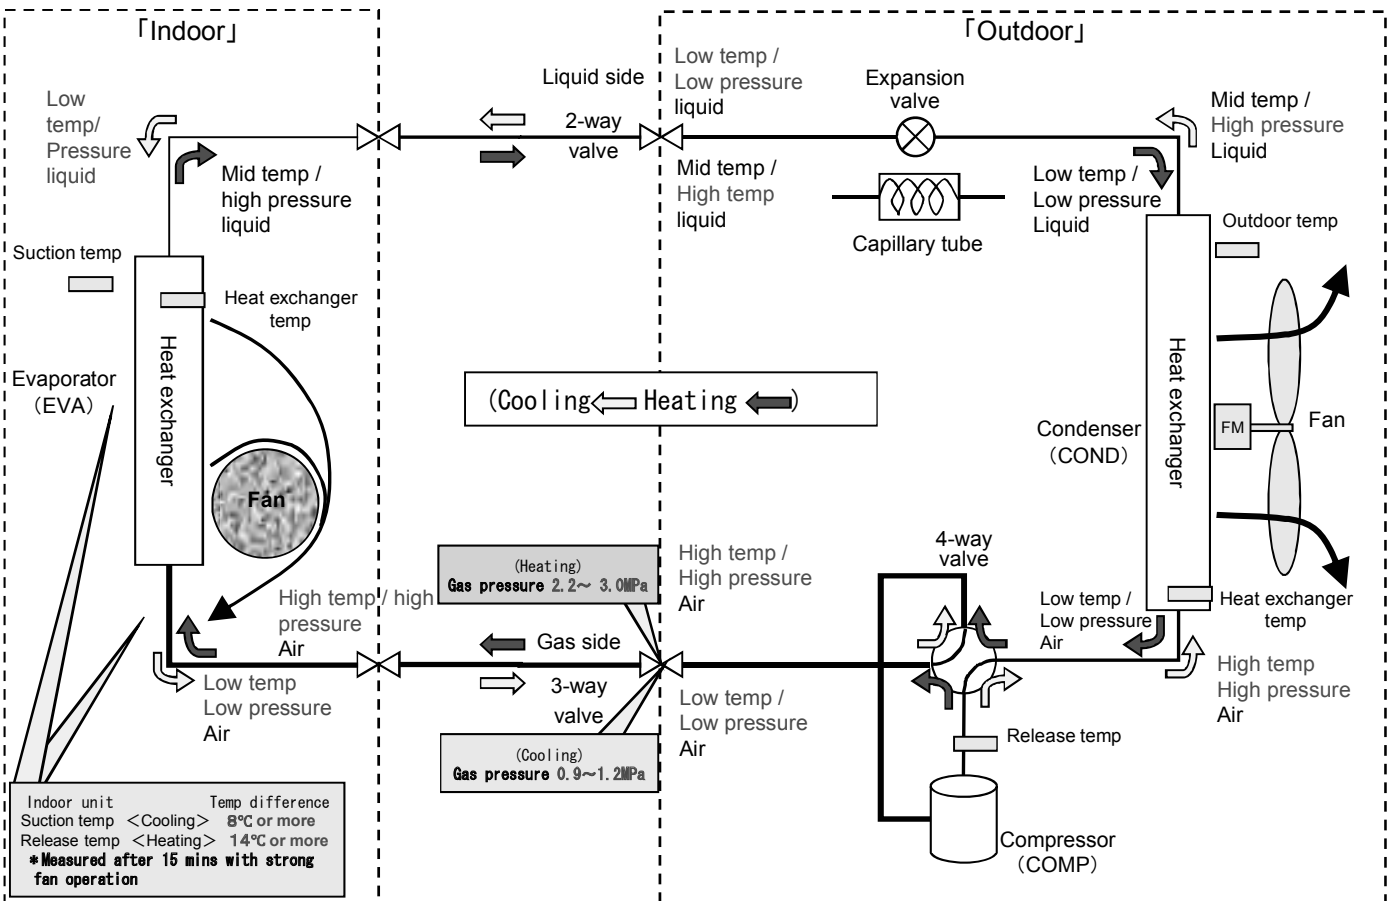 「Indoor」
「Outdoor」
Low
temp/
Pressure
liquid
Mid temp /
high pressure
liquid
Liquid side
2-way
valve
Low temp /
Low pressure
liquid
Mid temp /
High temp
liquid
Expansion
valve
Capillary tube
Mid temp /
High pressure
Liquid
Low temp /
Low pressure
Liquid
Suction temp
Heat exchanger
temp
Heat exchanger
Evaporator
(EVA)
Fan
(Cooling Heating )
Outdoor temp
Heat exchanger
Condenser
(COND)
FM
Fan
Heat exchanger
temp
(Heating)
Gas pressure 2.2～ 3.0MPa
High temp /
High pressure
Air
4-way
valve
Low temp /
Low pressure
Air
High temp
High pressure
Air
High temp / high
pressure
Air
Gas side
3-way
valve
Low temp
Low pressure
Air
Low temp /
Low pressure
Air
(Cooling)
Gas pressure 0.9～1.2MPa
Release temp
Compressor
(COMP)
Indoor unit Temp difference
Suction temp ＜Cooling＞ 8℃ or more
Release temp ＜Heating＞ 14℃ or more
＊Measured after 15 mins with strong
fan operation